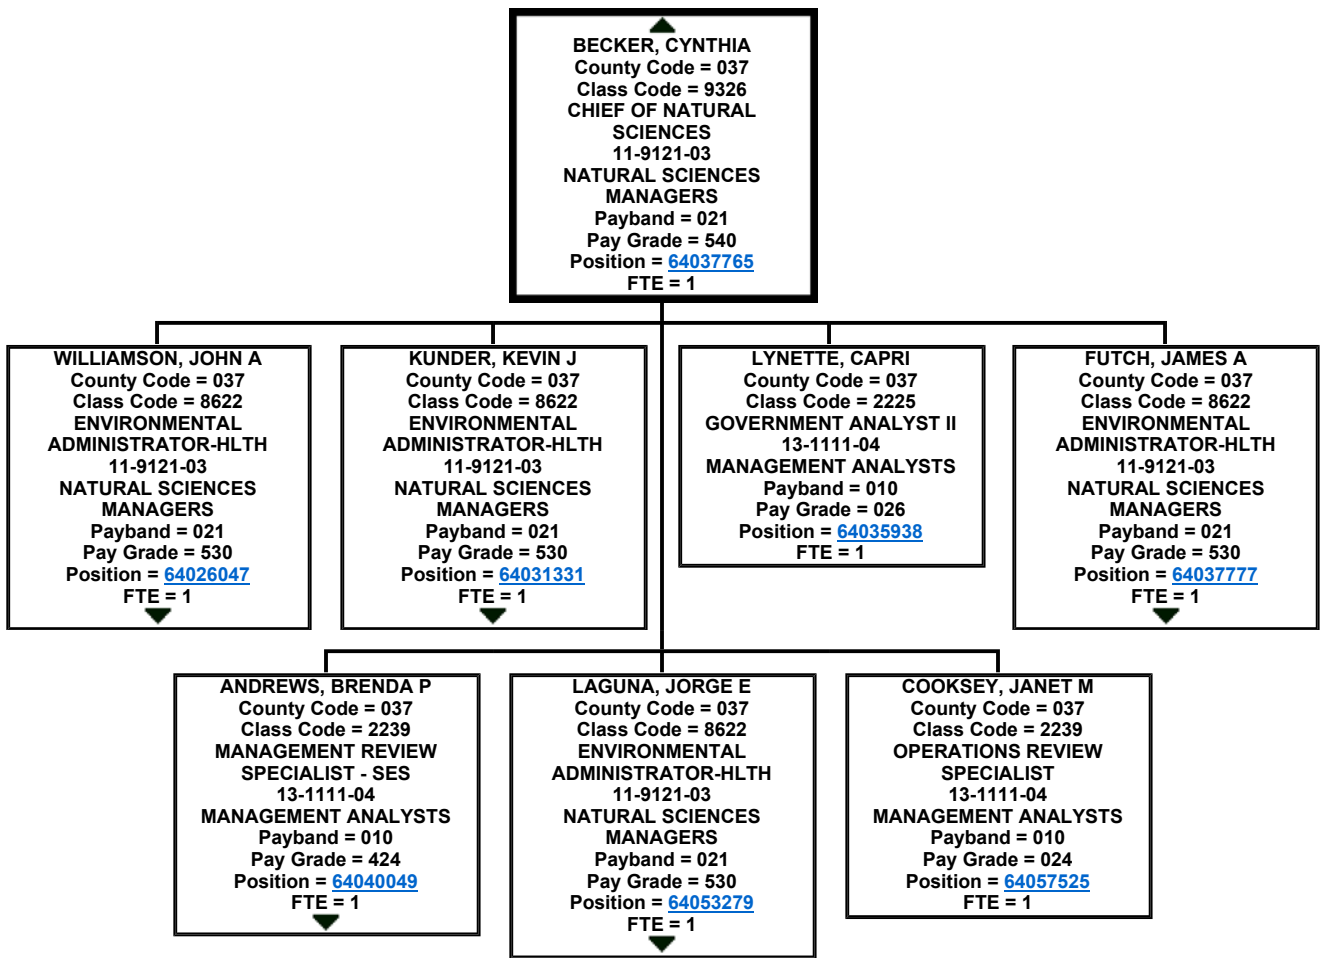 BECKER, CYNTHIA
County Code = 037
Class Code = 9326
CHIEF OF NATURAL
SCIENCES
11-9121-03
NATURAL SCIENCES
MANAGERS
Payband = 021
Pay Grade = 540
Position = 64037765
FTE = 1
WILLIAMSON, JOHN A
County Code = 037
Class Code = 8622
ENVIRONMENTAL
ADMINISTRATOR-HLTH
11-9121-03
NATURAL SCIENCES
MANAGERS
Payband = 021
Pay Grade = 530
Position = 64026047
FTE = 1
KUNDER, KEVIN J
County Code = 037
Class Code = 8622
ENVIRONMENTAL
ADMINISTRATOR-HLTH
11-9121-03
NATURAL SCIENCES
MANAGERS
Payband = 021
Pay Grade = 530
Position = 64031331
FTE = 1
LYNETTE, CAPRI
County Code = 037
Class Code = 2225
GOVERNMENT ANALYST II
13-1111-04
MANAGEMENT ANALYSTS
Payband = 010
Pay Grade = 026
Position = 64035938
FTE = 1
FUTCH, JAMES A
County Code = 037
Class Code = 8622
ENVIRONMENTAL
ADMINISTRATOR-HLTH
11-9121-03
NATURAL SCIENCES
MANAGERS
Payband = 021
Pay Grade = 530
Position = 64037777
FTE = 1
ANDREWS, BRENDA P
County Code = 037
Class Code = 2239
MANAGEMENT REVIEW
SPECIALIST - SES
13-1111-04
MANAGEMENT ANALYSTS
Payband = 010
Pay Grade = 424
Position = 64040049
FTE = 1
LAGUNA, JORGE E
County Code = 037
Class Code = 8622
ENVIRONMENTAL
ADMINISTRATOR-HLTH
11-9121-03
NATURAL SCIENCES
MANAGERS
Payband = 021
Pay Grade = 530
Position = 64053279
FTE = 1
COOKSEY, JANET M
County Code = 037
Class Code = 2239
OPERATIONS REVIEW
SPECIALIST
13-1111-04
MANAGEMENT ANALYSTS
Payband = 010
Pay Grade = 024
Position = 64057525
FTE = 1